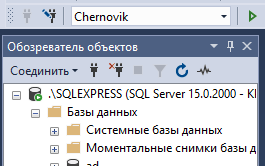 Chernovik
Обозреватель объектов
Соединить
.\SQLEXPRESS (SQL Server 15.0.2000 -
Базы данных
Системные базы данных
Моментальные снимки базы
ad